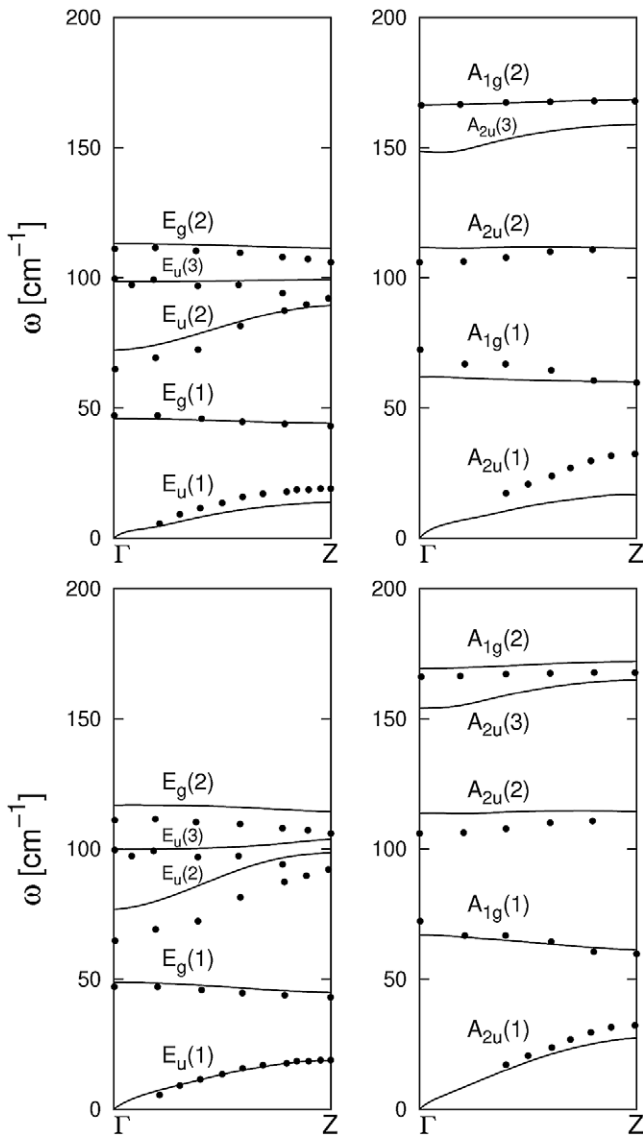 200
150
100
50
0
ω [cm⁻¹]
E_g(2)
E_u(3)
E_u(2)
E_g(1)
E_u(1)
Γ
Z
200
150
100
50
0
A_1g(2)
A_2u(3)
A_2u(2)
A_1g(1)
A_2u(1)
Γ
Z
200
150
100
50
0
ω [cm⁻¹]
E_g(2)
E_u(3)
E_u(2)
E_g(1)
E_u(1)
Γ
Z
200
150
100
50
0
A_1g(2)
A_2u(3)
A_2u(2)
A_1g(1)
A_2u(1)
Γ
Z